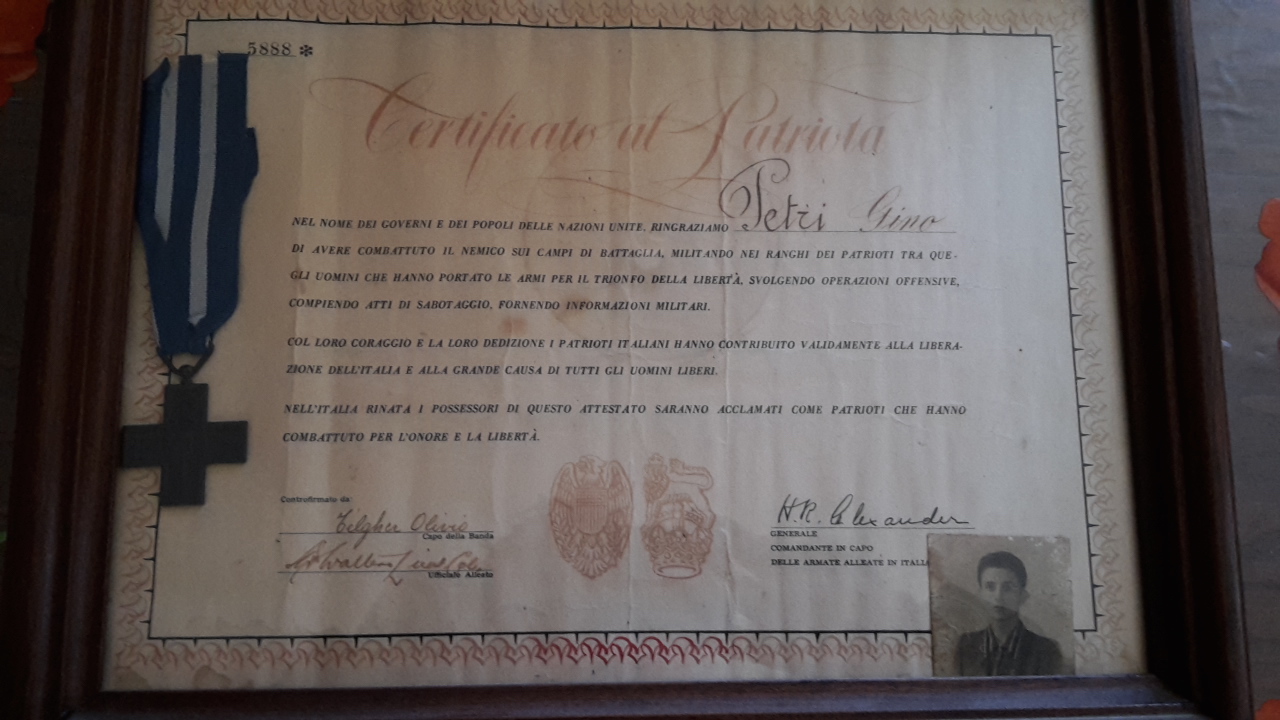 5888 *
Certificato al Patriota
NEL NOME DEI GOVERNI E DEI POPOLI DELLE NAZIONI UNITE, RINGRAZIAMO Petri Gino
DI AVERE COMBATTUTO IL NEMICO SUI CAMPI DI BATTAGLIA, MILITANDO NEI RANGHI DEI PATRIOTI TRA QUE-
GLI UOMINI CHE HANNO PORTATO LE ARMI PER IL TRIONFO DELLA LIBERTÀ, SVOLGENDO OPERAZIONI OFFENSIVE,
COMPIENDO ATTI DI SABOTAGGIO, FORNENDO INFORMAZIONI MILITARI.
COL LORO CORAGGIO E LA LORO DEDIZIONE I PATRIOTI ITALIANI HANNO CONTRIBUITO VALIDAMENTE ALLA LIBERA-
ZIONE DELL'ITALIA E ALLA GRANDE CAUSA DI TUTTI GLI UOMINI LIBERI.
NELL'ITALIA RINATA I POSSESSORI DI QUESTO ATTESTATO SARANNO ACCLAMATI COME PATRIOTI CHE HANNO
COMBATTUTO PER L'ONORE E LA LIBERTÀ.
Controfirmato da:
Tilgher Olivio
Capo della Banda
Ufficiale Alleato
H.R. Alexander
GENERALE
COMANDANTE IN CAPO
DELLE ARMATE ALLEATE IN ITALI